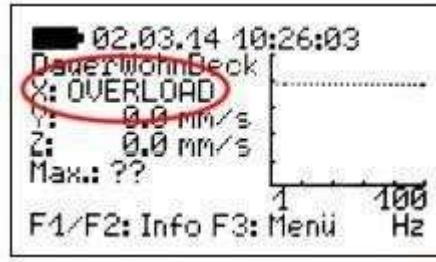 02.03.14 10:26:03
DauerWohnDeck
X: OVERLOAD
Y: 0.0 mm/s
Z: 0.0 mm/s
Max.: ??
1 100
F1/F2: Info F3: Menü Hz